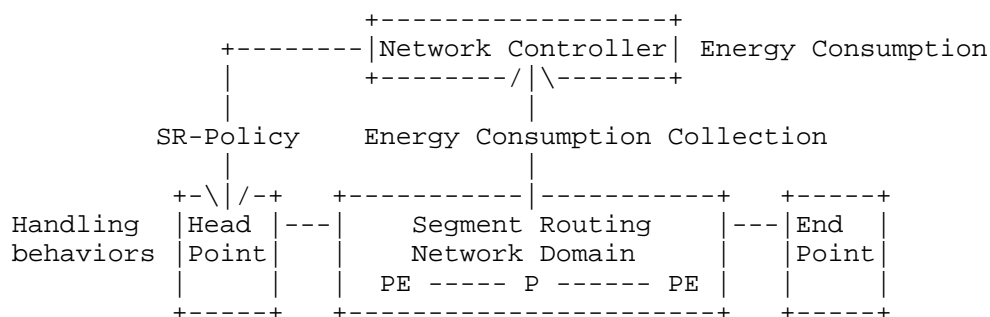 Network Controller Energy Consumption
SR-Policy Energy Consumption Collection
Handling Head Segment Routing End
behaviors Point Network Domain Point
PE ----- P ------ PE